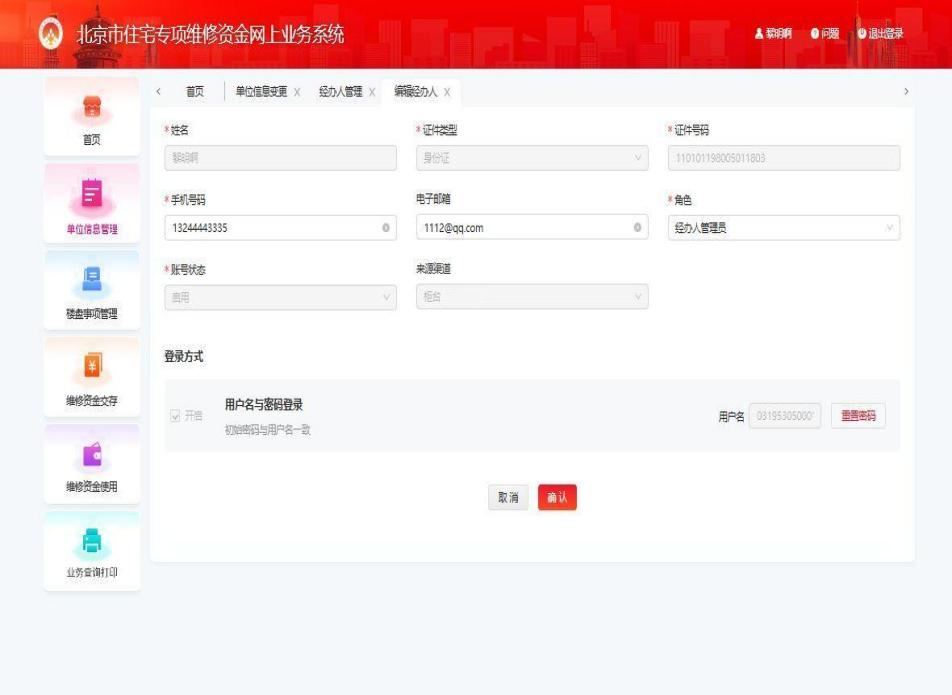 北京市住宅专项维修资金网上业务系统
黎明啊 问题 退出登录
首页 单位信息变更 X 经办人管理 X 编辑经办人 X
首页
单位信息管理
楼盘事项管理
维修资金交存
维修资金使用
业务查询打印
*姓名 *证件类型 *证件号码
黎明啊 身份证 110101198005011803
*手机号码 电子邮箱 *角色
13244443335 1112@qq.com 经办人管理员
*账号状态 来源渠道
启用 柜台
登录方式
开启 用户名与密码登录
初始密码与用户名一致
用户名 03195305000 重置密码
取消 确认